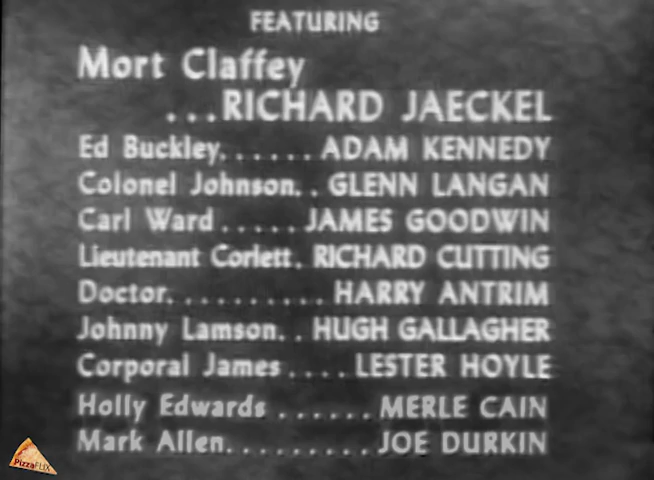 FEATURING
Mort Claffey
...RICHARD JAECKEL
Ed Buckley......ADAM KENNEDY
Colonel Johnson..GLENN LANGAN
Carl Ward.....JAMES GOODWIN
Lieutenant Corlett.RICHARD CUTTING
Doctor..........HARRY ANTRIM
Johnny Lamson..HUGH GALLAGHER
Corporal James....LESTER HOYLE
Holly Edwards......MERLE CAIN
Mark Allen.........JOE DURKIN
PizzaFLIX